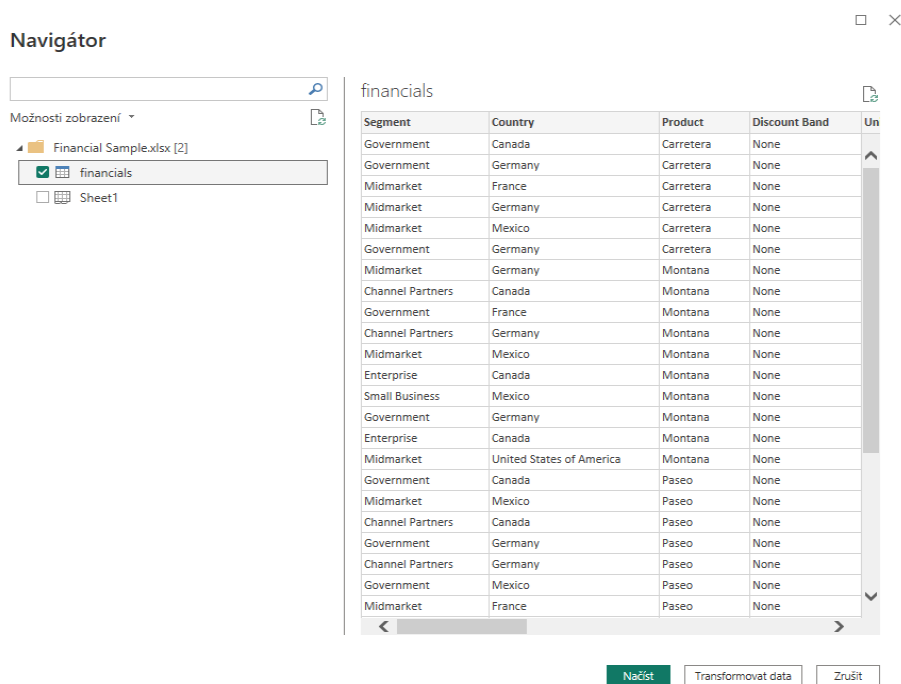 Navigátor
Možnosti zobrazení
Financial Sample.xlsx [2]
financials
Sheet1
financials
Segment Country Product Discount Band Un
Government Canada Carretera None
Government Germany Carretera None
Midmarket France Carretera None
Midmarket Germany Carretera None
Midmarket Mexico Carretera None
Government Germany Carretera None
Midmarket Germany Montana None
Channel Partners Canada Montana None
Government France Montana None
Channel Partners Germany Montana None
Midmarket Mexico Montana None
Enterprise Canada Montana None
Small Business Mexico Montana None
Government Germany Montana None
Enterprise Canada Montana None
Midmarket United States of America Montana None
Government Canada Paseo None
Midmarket Mexico Paseo None
Channel Partners Canada Paseo None
Government Germany Paseo None
Channel Partners Germany Paseo None
Government Mexico Paseo None
Midmarket France Paseo None
Načíst Transformovat data Zrušit